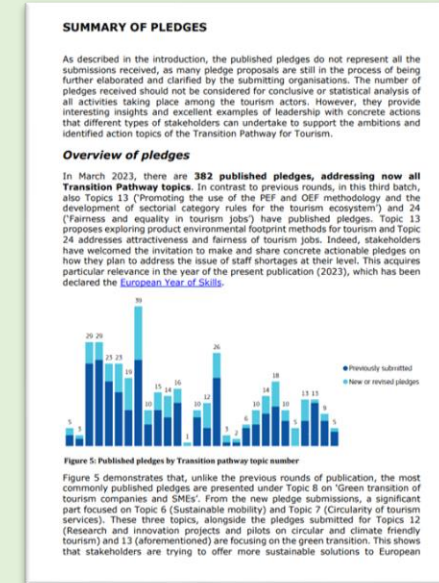 SUMMARY OF PLEDGES
As described in the introduction, the published pledges do not represent all the
submissions received, as many pledge proposals are still in the process of being
further elaborated and clarified by the submitting organisations. The number of
pledges received should not be considered for conclusive or statistical analysis of
all activities taking place among the tourism actors. However, they provide
interesting insights and excellent examples of leadership with concrete actions
that different types of stakeholders can undertake to support the ambitions and
identified action topics of the Transition Pathway for Tourism.
Overview of pledges
In March 2023, there are 382 published pledges, addressing now all
Transition Pathway topics. In contrast to previous rounds, in this third batch,
also Topics 13 ('Promoting the use of the PEF and OEF methodology and the
development of sectorial category rules for the tourism ecosystem') and 24
('Fairness and equality in tourism jobs') have published pledges. Topic 13
proposes exploring product environmental footprint methods for tourism and Topic
24 addresses attractiveness and fairness of tourism jobs. Indeed, stakeholders
have welcomed the invitation to make and share concrete actionable pledges on
how they plan to address the issue of staff shortages at their level. This acquires
particular relevance in the year of the present publication (2023), which has been
declared the European Year of Skills.
39
29 29
26
23 23
19
18
15 14 16
14
13 13
12
10
10
10
10
9
6
5
5
1
3
2
Previously submitted
New or revised pledges
Figure 5: Published pledges by Transition pathway topic number
Figure 5 demonstrates that, unlike the previous rounds of publication, the most
commonly published pledges are presented under Topic 8 on 'Green transition of
tourism companies and SMEs'. From the new pledge submissions, a significant
part focused on Topic 6 (Sustainable mobility) and Topic 7 (Circularity of tourism
services). These three topics, alongside the pledges submitted for Topics 12
(Research and innovation projects and pilots on circular and climate friendly
tourism) and 13 (aforementioned) are focusing on the green transition. This shows
that stakeholders are trying to offer more sustainable solutions to European